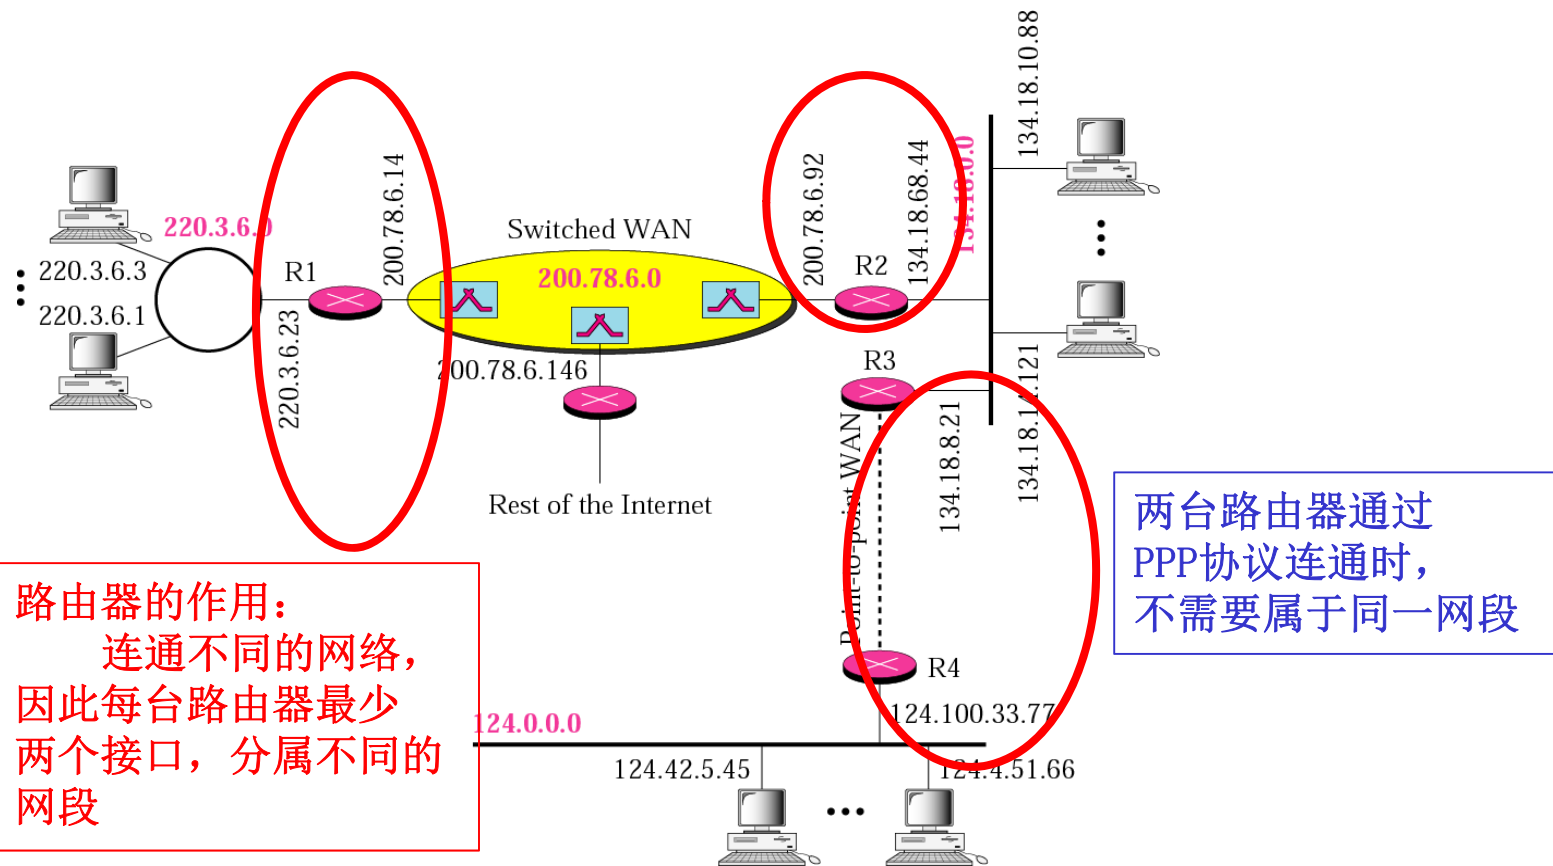 134.18.10.88
200.78.6.14
200.78.6.92
134.18.68.44
134.18.0.0
220.3.6.0
Switched WAN
200.78.6.0
R1
R2
220.3.6.3
220.3.6.1
220.3.6.23
200.78.6.146
R3
134.18.14.121
134.18.8.21
Point-to-point WAN
Rest of the Internet
两台路由器通过
PPP协议连通时，
不需要属于同一网段
路由器的作用：
连通不同的网络，
因此每台路由器最少
两个接口，分属不同的
网段
R4
124.100.33.77
124.0.0.0
124.42.5.45
124.4.51.66